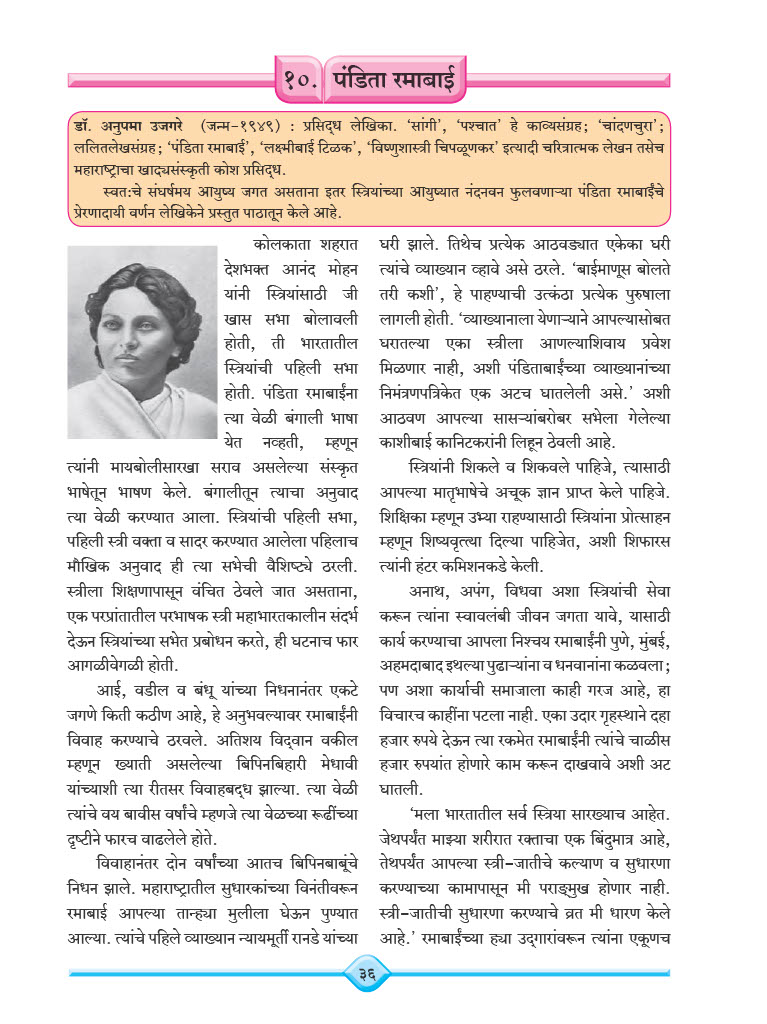 १०. पंडिता रमाबाई
डॉ. अनुपमा उजगरे (जन्म-१९४९) : प्रसिद्ध लेखिका. ‘सांगी’, ‘पश्चात’ हे काव्यसंग्रह; ‘चांदणचुरा’;
ललितलेखसंग्रह; ‘पंडिता रमाबाई’, ‘लक्ष्मीबाई टिळक’, ‘विष्णुशास्त्री चिपळूणकर’ इत्यादी चरित्रात्मक लेखन तसेच
महाराष्ट्राचा खाद्यसंस्कृती कोश प्रसिद्ध.
स्वतःचे संघर्षमय आयुष्य जगत असताना इतर स्त्रियांच्या आयुष्यात नंदनवन फुलवणाऱ्या पंडिता रमाबाईंचे
प्रेरणादायी वर्णन लेखिकेने प्रस्तुत पाठातून केले आहे.
कोलकाता शहरात
देशभक्त आनंद मोहन
यांनी स्त्रियांसाठी जी
खास सभा बोलावली
होती, ती भारतातील
स्त्रियांची पहिली सभा
होती. पंडिता रमाबाईंना
त्या वेळी बंगाली भाषा
येत नव्हती, म्हणून
त्यांनी मायबोलीसारखा सराव असलेल्या संस्कृत
भाषेतून भाषण केले. बंगालीतून त्याचा अनुवाद
त्या वेळी करण्यात आला. स्त्रियांची पहिली सभा,
पहिली स्त्री वक्ता व सादर करण्यात आलेला पहिलाच
मौखिक अनुवाद ही त्या सभेची वैशिष्ट्ये ठरली.
स्त्रीला शिक्षणापासून वंचित ठेवले जात असताना,
एक परप्रांतातील परभाषक स्त्री महाभारतकालीन संदर्भ
देऊन स्त्रियांच्या सभेत प्रबोधन करते, ही घटनाच फार
आगळीवेगळी होती.
आई, वडील व बंधू यांच्या निधनानंतर एकटे
जगणे किती कठीण आहे, हे अनुभवल्यावर रमाबाईंनी
विवाह करण्याचे ठरवले. अतिशय विद्वान वकील
म्हणून ख्याती असलेल्या बिपिनबिहारी मेधावी
यांच्याशी त्या रीतसर विवाहबद्ध झाल्या. त्या वेळी
त्यांचे वय बावीस वर्षांचे म्हणजे त्या वेळच्या रूढींच्या
दृष्टीने फारच वाढलेले होते.
विवाहानंतर दोन वर्षांच्या आतच बिपिनबाबूंचे
निधन झाले. महाराष्ट्रातील सुधारकांच्या विनंतीवरून
रमाबाई आपल्या तान्ह्या मुलीला घेऊन पुण्यात
आल्या. त्यांचे पहिले व्याख्यान न्यायमूर्ती रानडे यांच्या
घरी झाले. तिथेच प्रत्येक आठवड्यात एकेका घरी
त्यांचे व्याख्यान व्हावे असे ठरले. ‘बाईमाणूस बोलते
तरी कशी’, हे पाहण्याची उत्कंठा प्रत्येक पुरुषाला
लागली होती. ‘व्याख्यानाला येणाऱ्याने आपल्यासोबत
घरातल्या एका स्त्रीला आणल्याशिवाय प्रवेश
मिळणार नाही, अशी पंडिताबाईंच्या व्याख्यानांच्या
निमंत्रणपत्रिकेत एक अटच घातलेली असे.’ अशी
आठवण आपल्या सासऱ्यांबरोबर सभेला गेलेल्या
काशीबाई कानिटकरांनी लिहून ठेवली आहे.
स्त्रियांनी शिकले व शिकवले पाहिजे, त्यासाठी
आपल्या मातृभाषेचे अचूक ज्ञान प्राप्त केले पाहिजे.
शिक्षिका म्हणून उभ्या राहण्यासाठी स्त्रियांना प्रोत्साहन
म्हणून शिष्यवृत्त्या दिल्या पाहिजेत, अशी शिफारस
त्यांनी हंटर कमिशनकडे केली.
अनाथ, अपंग, विधवा अशा स्त्रियांची सेवा
करून त्यांना स्वावलंबी जीवन जगता यावे, यासाठी
कार्य करण्याचा आपला निश्चय रमाबाईंनी पुणे, मुंबई,
अहमदाबाद इथल्या पुढाऱ्यांना व धनवानांना कळवला;
पण अशा कार्याची समाजाला काही गरज आहे, हा
विचारच काहींना पटला नाही. एका उदार गृहस्थाने दहा
हजार रुपये देऊन त्या रकमेत रमाबाईंनी त्यांचे चाळीस
हजार रुपयांत होणारे काम करून दाखवावे अशी अट
घातली.
‘मला भारतातील सर्व स्त्रिया सारख्याच आहेत.
जेथपर्यंत माझ्या शरीरात रक्ताचा एक बिंदुमात्र आहे,
तेथपर्यंत आपल्या स्त्री-जातीचे कल्याण व सुधारणा
करण्याच्या कामापासून मी पराङ्मुख होणार नाही.
स्त्री-जातीची सुधारणा करण्याचे व्रत मी धारण केले
आहे.’ रमाबाईंच्या ह्या उद्गारांवरून त्यांना एकूणच
३६